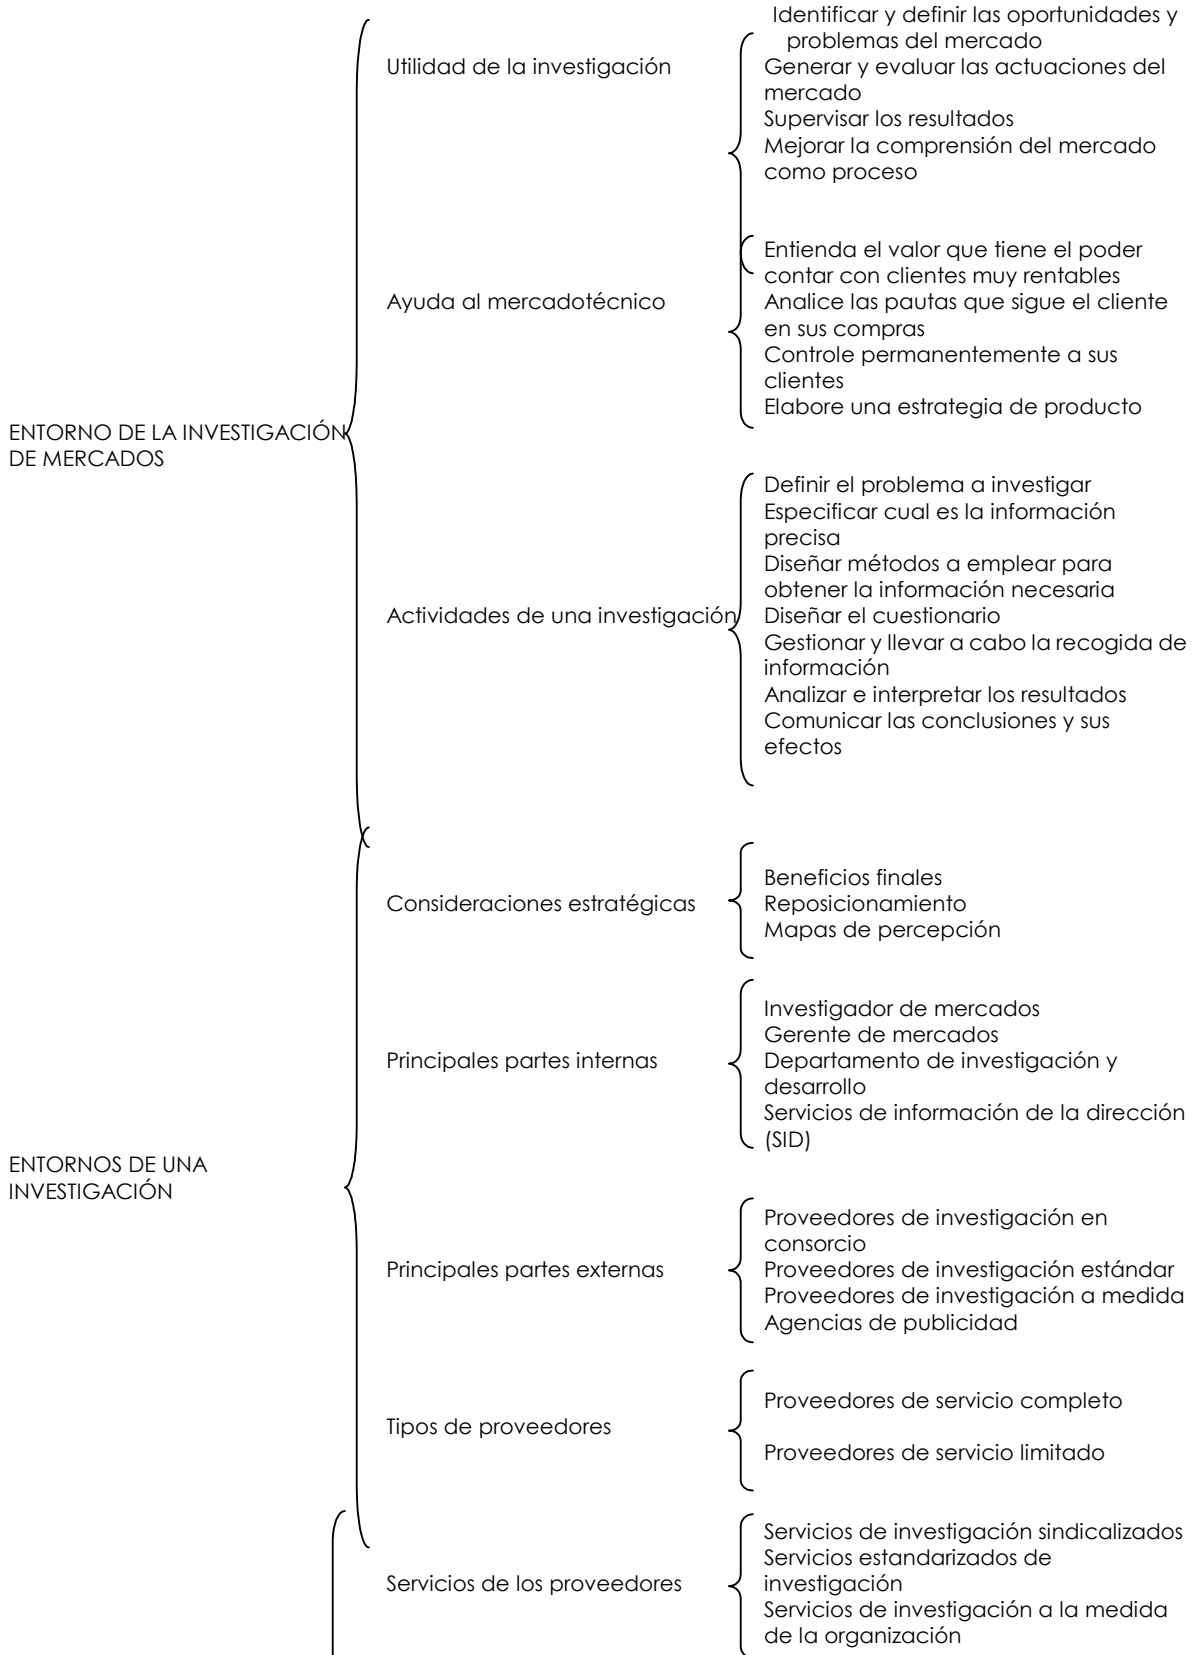 Identificar y definir las oportunidades y
problemas del mercado
Utilidad de la investigación
Generar y evaluar las actuaciones del
mercado
Supervisar los resultados
Mejorar la comprensión del mercado
como proceso
Entienda el valor que tiene el poder
contar con clientes muy rentables
Ayuda al mercadotécnico
Analice las pautas que sigue el cliente
en sus compras
Controle permanentemente a sus
clientes
Elabore una estrategia de producto
ENTORNO DE LA INVESTIGACIÓN
DE MERCADOS
Definir el problema a investigar
Especificar cual es la información
precisa
Diseñar métodos a emplear para
obtener la información necesaria
Actividades de una investigación
Diseñar el cuestionario
Gestionar y llevar a cabo la recogida de
información
Analizar e interpretar los resultados
Comunicar las conclusiones y sus
efectos
Consideraciones estratégicas
Beneficios finales
Reposicionamiento
Mapas de percepción
Principales partes internas
Investigador de mercados
Gerente de mercados
Departamento de investigación y
desarrollo
Servicios de información de la dirección
(SID)
ENTORNOS DE UNA
INVESTIGACIÓN
Principales partes externas
Proveedores de investigación en
consorcio
Proveedores de investigación estándar
Proveedores de investigación a medida
Agencias de publicidad
Tipos de proveedores
Proveedores de servicio completo
Proveedores de servicio limitado
Servicios de los proveedores
Servicios de investigación sindicalizados
Servicios estandarizados de
investigación
Servicios de investigación a la medida
de la organización